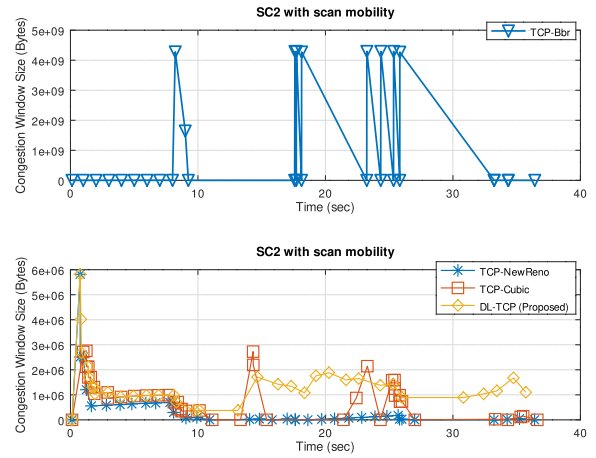 SC2 with scan mobility
TCP-Bbr
Congestion Window Size (Bytes)
5e+09
4e+09
3e+09
2e+09
1e+09
0
0 10 20 30 40
Time (sec)
SC2 with scan mobility
TCP-NewReno
TCP-Cubic
DL-TCP (Proposed)
Congestion Window Size (Bytes)
6e+06
5e+06
4e+06
3e+06
2e+06
1e+06
0
0 10 20 30 40
Time (sec)